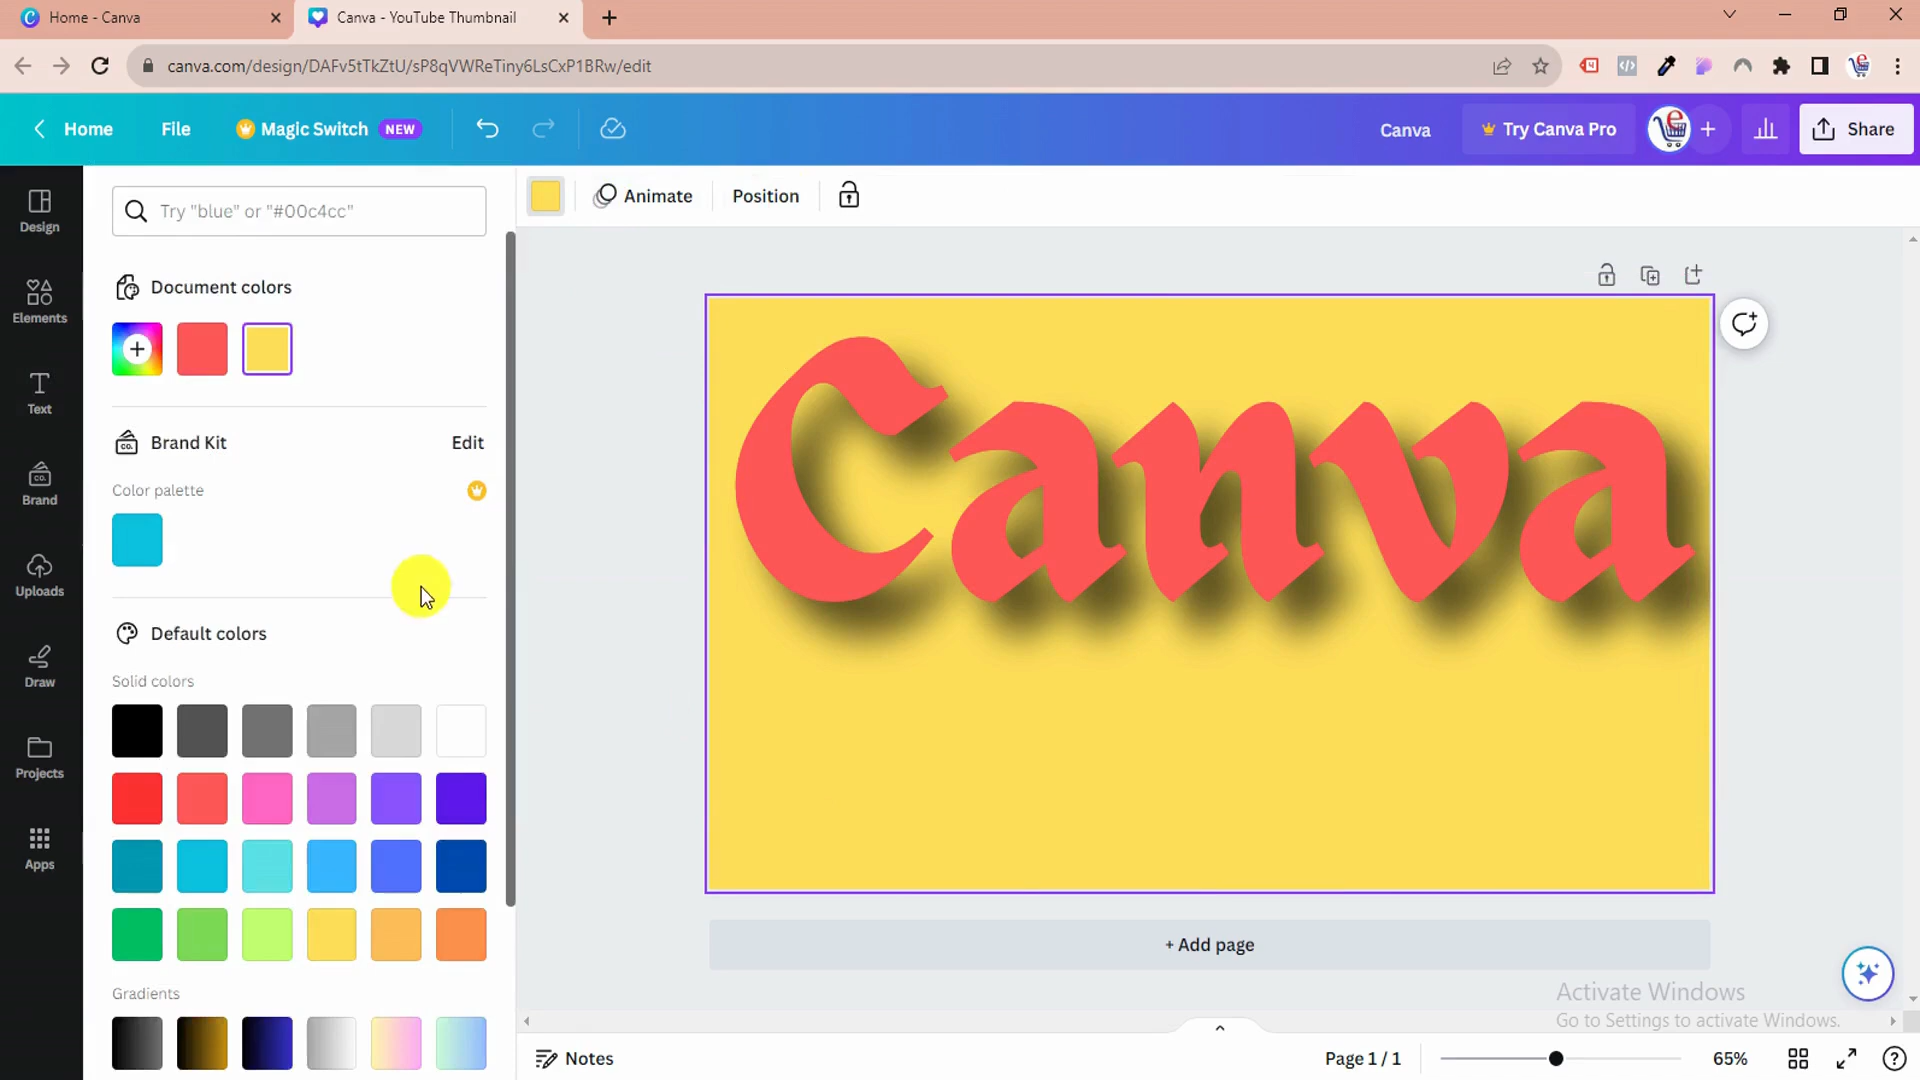 Home - Canva
Canva - YouTube Thumbnail
canva.com/design/DAFv5tTkZtU/sP8qVWReTiny6LsCxP1BRw/edit
Home
File
Magic Switch NEW
Canva
Try Canva Pro
Share
Try "blue" or "#00c4cc"
Animate
Position
Design
Elements
Text
Brand
Uploads
Draw
Projects
Apps
Document colors
Brand Kit
Edit
Color palette
Default colors
Solid colors
Gradients
Canva
+ Add page
Activate Windows
Go to Settings to activate Windows.
Notes
Page 1 / 1
65%